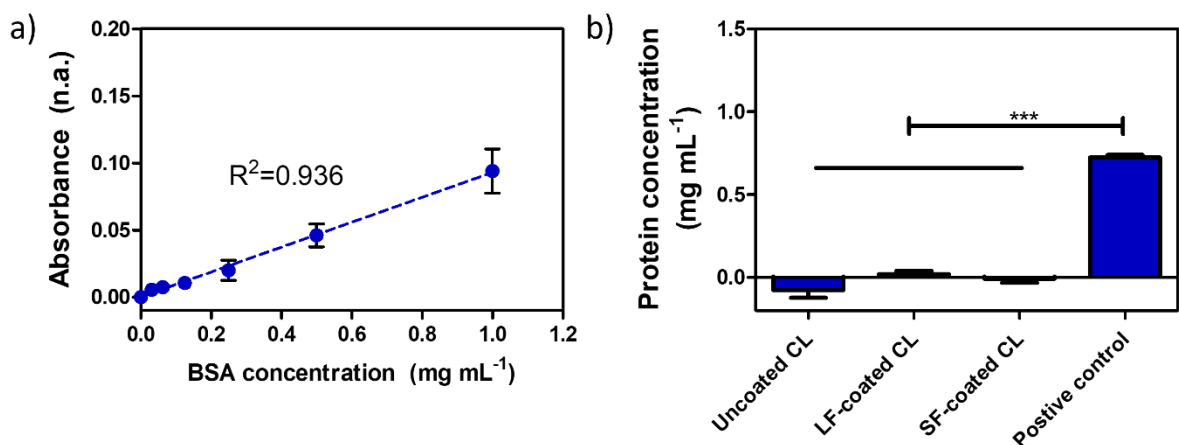 a)
Absorbance (n.a.)
0.20
0.15
0.10
0.05
0.00
R²=0.936
0.0 0.2 0.4 0.6 0.8 1.0 1.2
BSA concentration (mg mL⁻¹)
b)
Protein concentration
(mg mL⁻¹)
1.5
1.0
0.5
0.0
***
Uncoated CL
LF-coated CL
SF-coated CL
Postive control